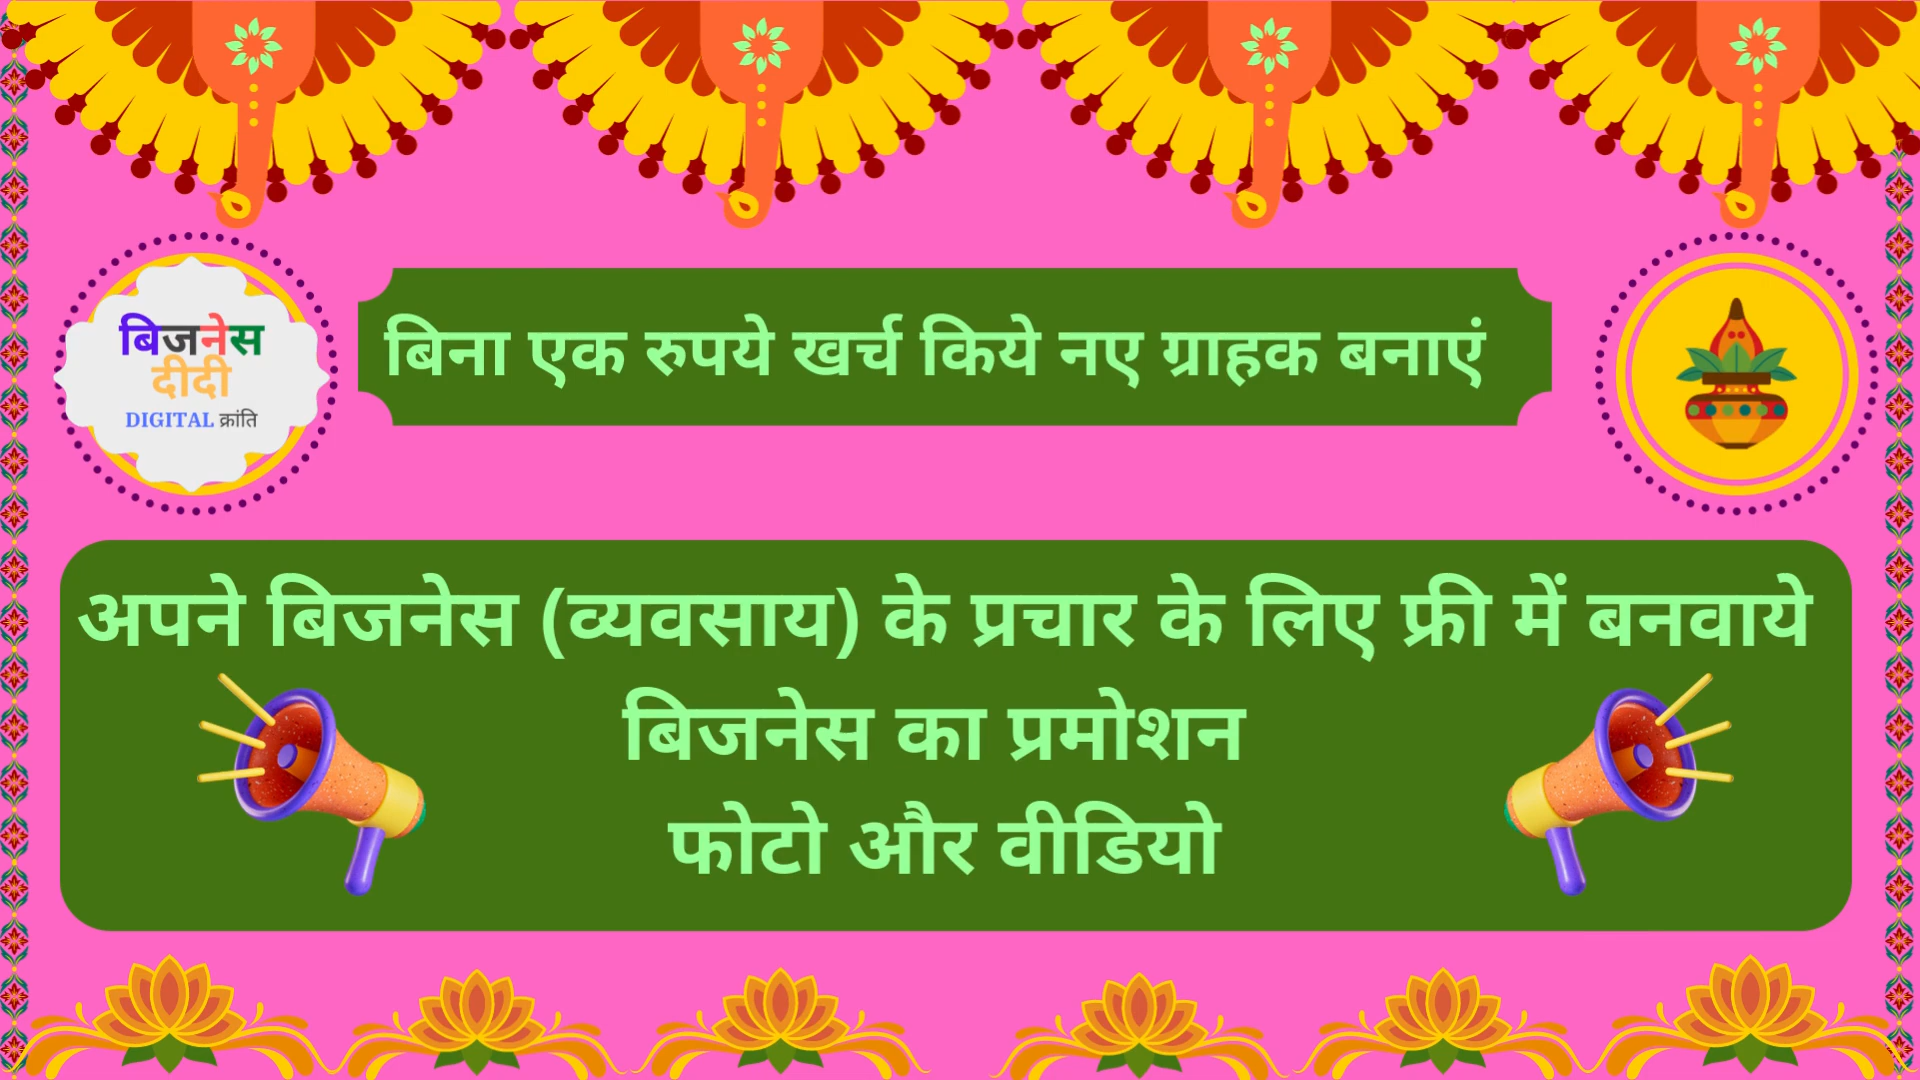 बिजनेस
दीदी
DIGITAL क्रांति
बिना एक रुपये खर्च किये नए ग्राहक बनाएं
अपने बिजनेस (व्यवसाय) के प्रचार के लिए फ्री में बनवाये
बिजनेस का प्रमोशन
फोटो और वीडियो